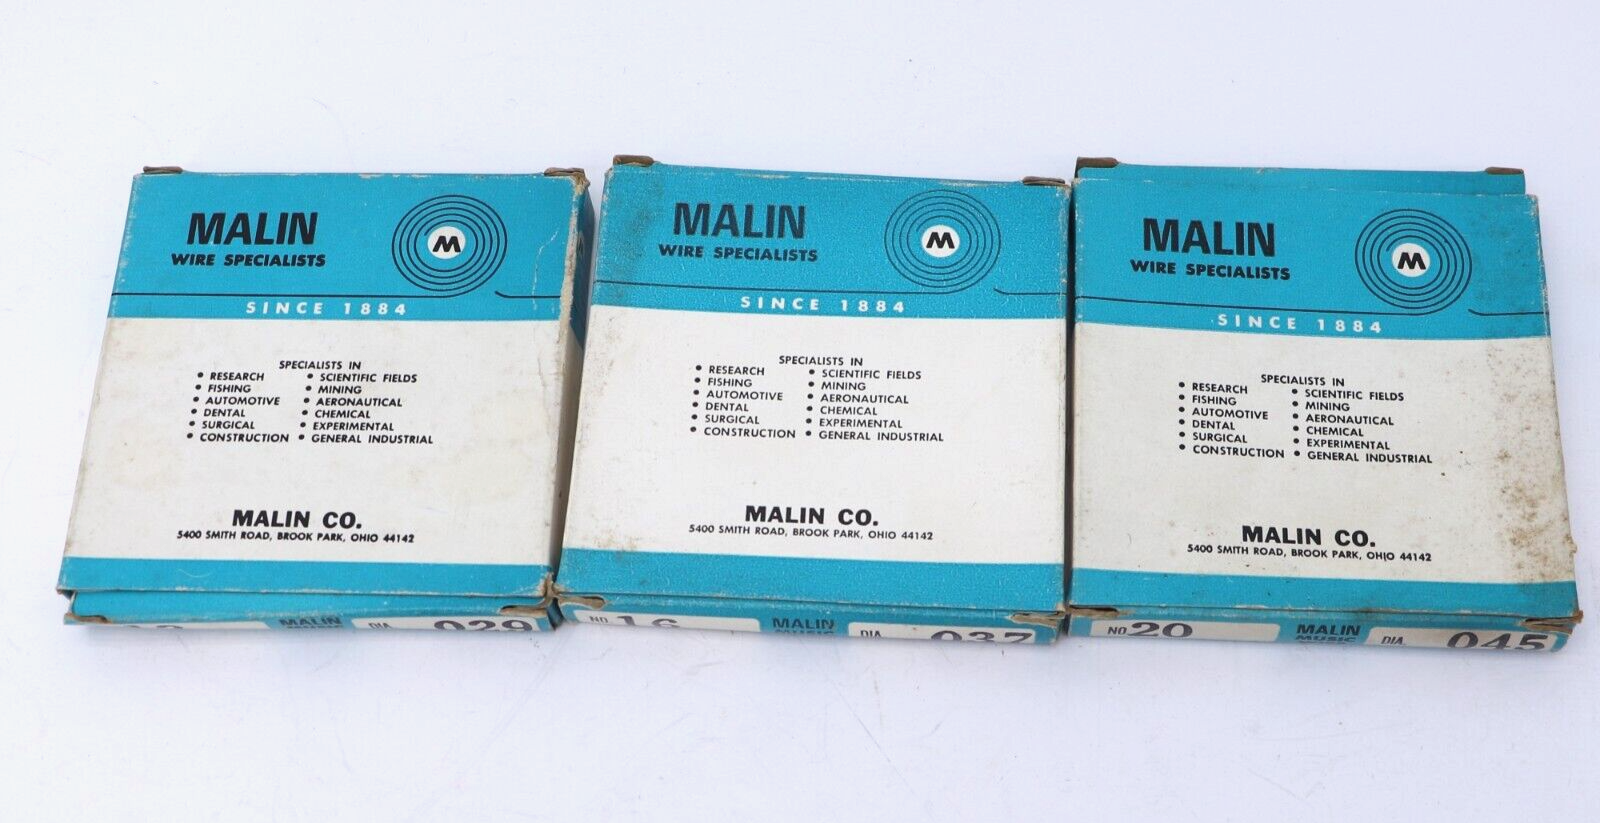 MALIN
WIRE SPECIALISTS
M
SINCE 1884
SPECIALISTS IN
• RESEARCH • SCIENTIFIC FIELDS
• FISHING • MINING
• AUTOMOTIVE • AERONAUTICAL
• DENTAL • CHEMICAL
• SURGICAL • EXPERIMENTAL
• CONSTRUCTION • GENERAL INDUSTRIAL
MALIN CO.
5400 SMITH ROAD, BROOK PARK, OHIO 44142
MALIN DIA. 029
MUSIC
MALIN
WIRE SPECIALISTS
M
SINCE 1884
SPECIALISTS IN
• RESEARCH • SCIENTIFIC FIELDS
• FISHING • MINING
• AUTOMOTIVE • AERONAUTICAL
• DENTAL • CHEMICAL
• SURGICAL • EXPERIMENTAL
• CONSTRUCTION • GENERAL INDUSTRIAL
MALIN CO.
5400 SMITH ROAD, BROOK PARK, OHIO 44142
NO. 16 MALIN DIA. 037
MUSIC
MALIN
WIRE SPECIALISTS
M
SINCE 1884
SPECIALISTS IN
• RESEARCH • SCIENTIFIC FIELDS
• FISHING • MINING
• AUTOMOTIVE • AERONAUTICAL
• DENTAL • CHEMICAL
• SURGICAL • EXPERIMENTAL
• CONSTRUCTION • GENERAL INDUSTRIAL
MALIN CO.
5400 SMITH ROAD, BROOK PARK, OHIO 44142
NO. 20 MALIN DIA. 045
MUSIC